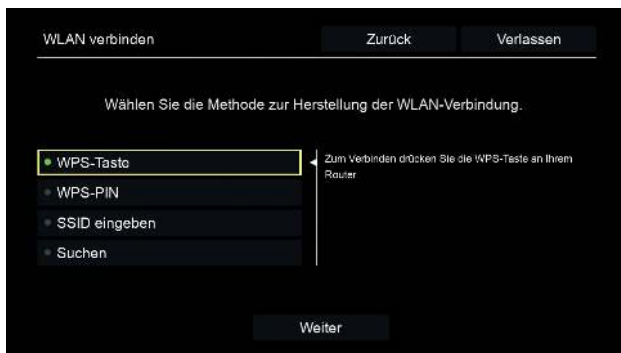 WLAN verbinden Zurück Verlassen
Wählen Sie die Methode zur Herstellung der WLAN-Verbindung.
WPS-Taste
WPS-PIN
SSID eingeben
Suchen
Zum Verbinden drücken Sie die WPS-Taste an Ihrem
Router
Weiter